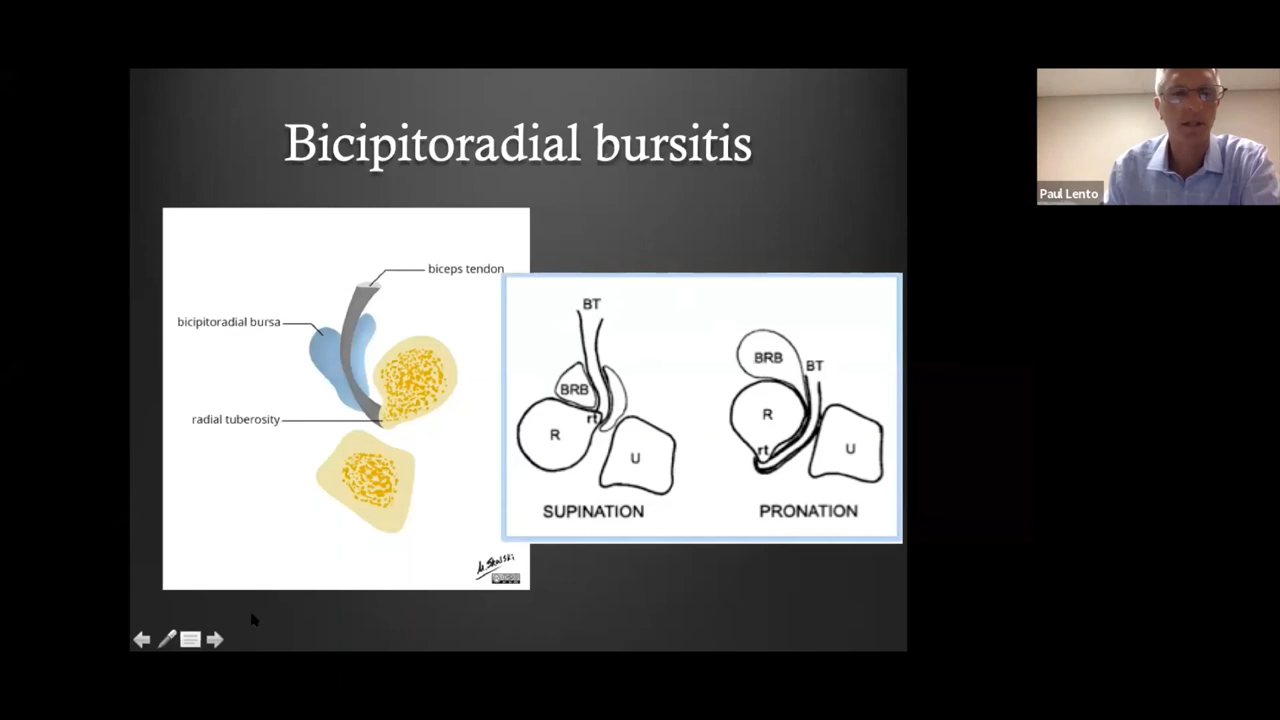 Bicipitoradial bursitis
Paul Lento
biceps tendon
bicipitoradial bursa
radial tuberosity
BT
BRB
rt
R
U
SUPINATION
BRB
BT
R
rt
U
PRONATION